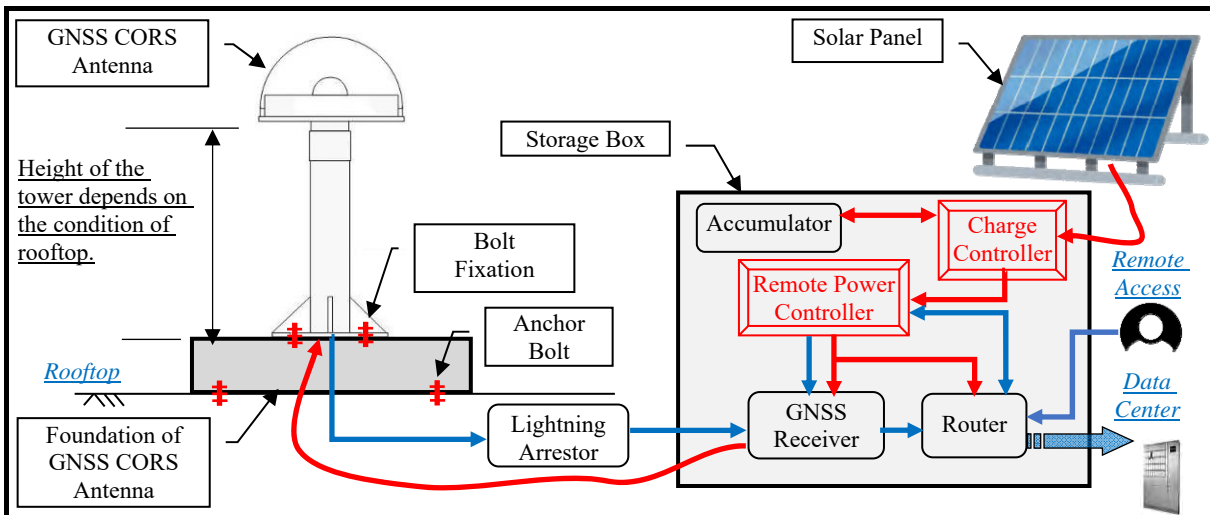 GNSS CORS
Antenna
Solar Panel
Storage Box
Height of the
tower depends on
the condition of
rooftop.
Accumulator
Charge
Controller
Bolt
Fixation
Remote Power
Controller
Remote
Access
Anchor
Bolt
Rooftop
Data
Center
GNSS
Receiver
Router
Lightning
Arrestor
Foundation of
GNSS CORS
Antenna